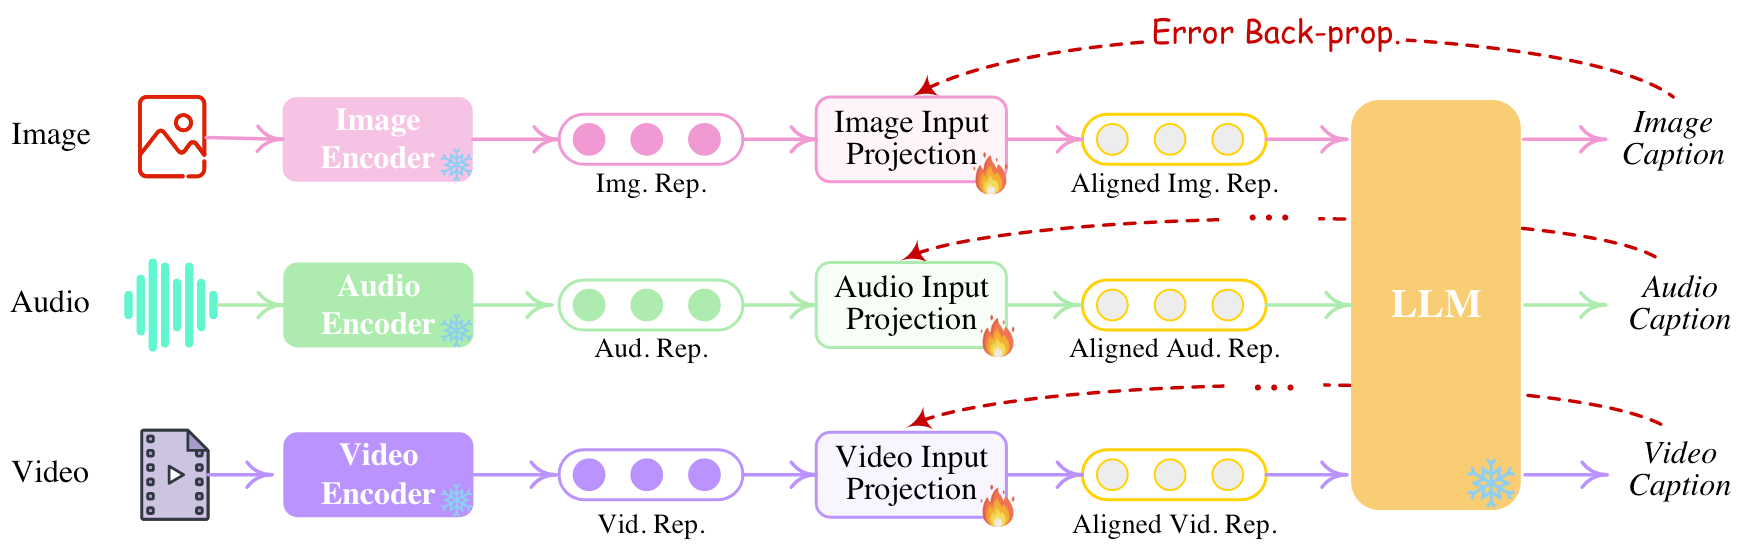 Error Back-prop.
Image
Image
Encoder
Img. Rep.
Image Input
Projection
Aligned Img. Rep.
Image
Caption
Audio
Audio
Encoder
Aud. Rep.
Audio Input
Projection
Aligned Aud. Rep.
LLM
Audio
Caption
Video
Video
Encoder
Vid. Rep.
Video Input
Projection
Aligned Vid. Rep.
Video
Caption